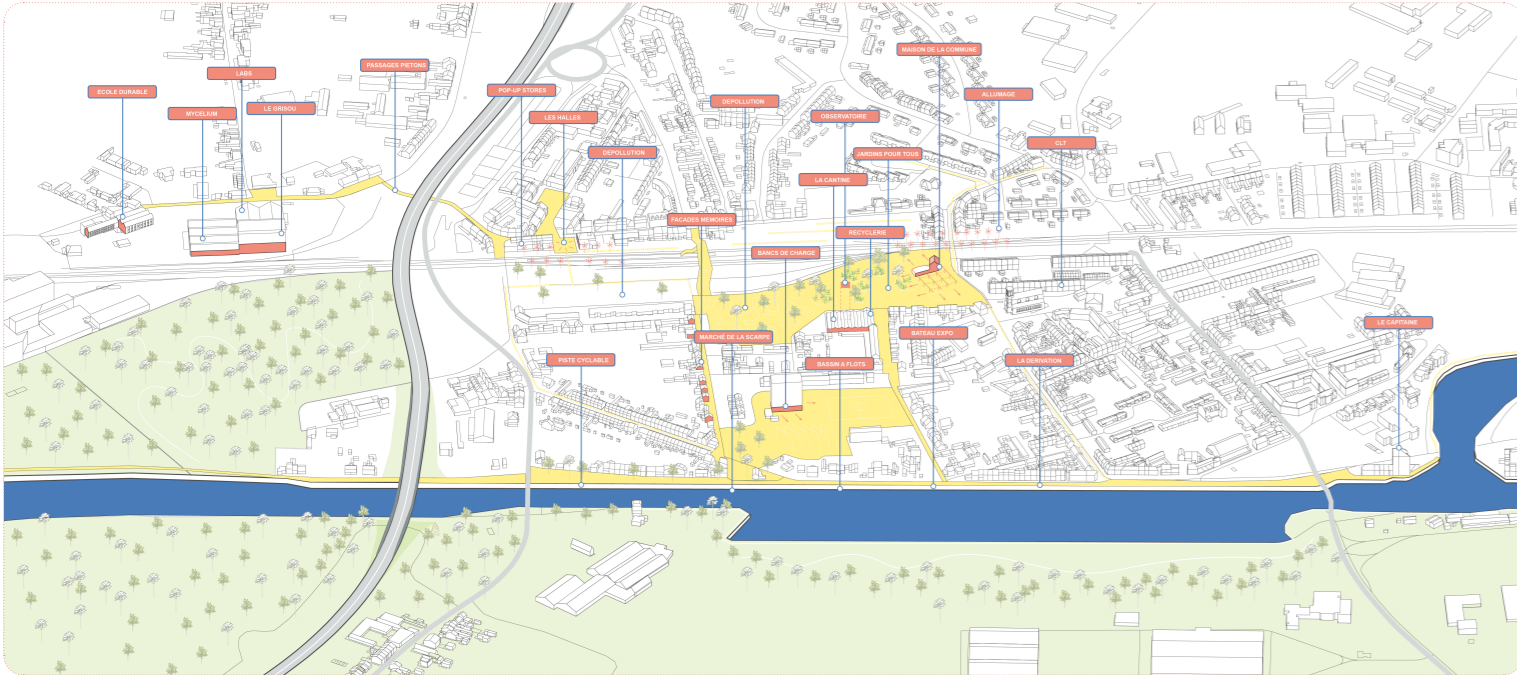 MAISON DE LA COMMUNE
PASSAGES PIETONS
LABS
ECOLE DURABLE
POP-UP STORES
ALLUMAGE
DEPOLLUTION
LE GRISOU
MYCELIUM
LES HALLES
OBSERVATOIRE
CLT
DEPOLLUTION
JARDINS POUR TOUS
LA CANTINE
FACADES MEMOIRES
RECYCLERIE
BANCS DE CHARGE
LE CAPITAINE
BATEAU EXPO
MARCHÉ DE LA SCARPE
PISTE CYCLABLE
LA DERIVATION
BASSIN A FLOTS